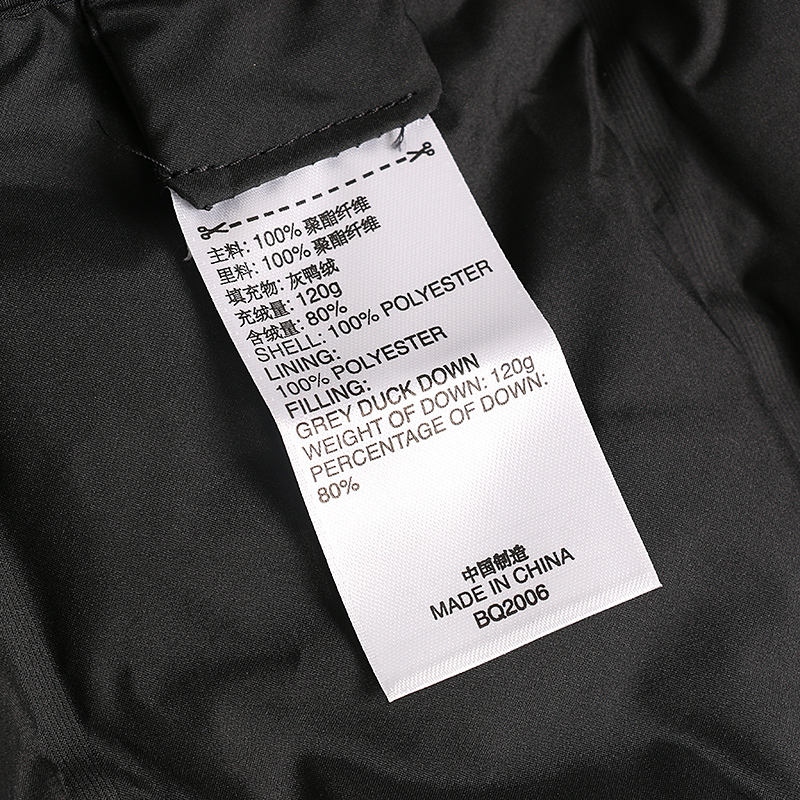 主料: 100% 聚酯纤维
里料: 100% 聚酯纤维
填充物: 灰鸭绒
充绒量: 120g
含绒量: 80%
SHELL: 100% POLYESTER
LINING:
100% POLYESTER
FILLING:
GREY DUCK DOWN
WEIGHT OF DOWN: 120g
PERCENTAGE OF DOWN:
80%
中国制造
MADE IN CHINA
BQ2006